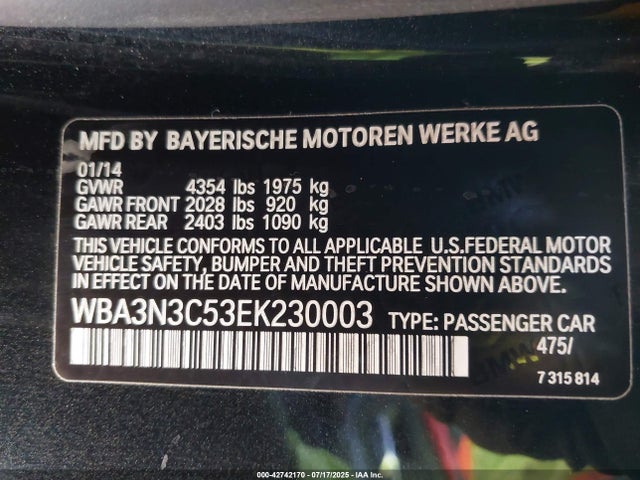 MFD BY BAYERISCHE MOTOREN WERKE AG
01/14
GVWR 4354 lbs 1975 kg
GAWR FRONT 2028 lbs 920 kg
GAWR REAR 2403 lbs 1090 kg
THIS VEHICLE CONFORMS TO ALL APPLICABLE U.S.FEDERAL MOTOR
VEHICLE SAFETY, BUMPER AND THEFT PREVENTION STANDARDS
IN EFFECT ON THE DATE OF MANUFACTURE SHOWN ABOVE.
WBA3N3C53EK230003 TYPE: PASSENGER CAR
475/
7 315 814
000-42742170 | 07/17/2025 | IAA Inc.